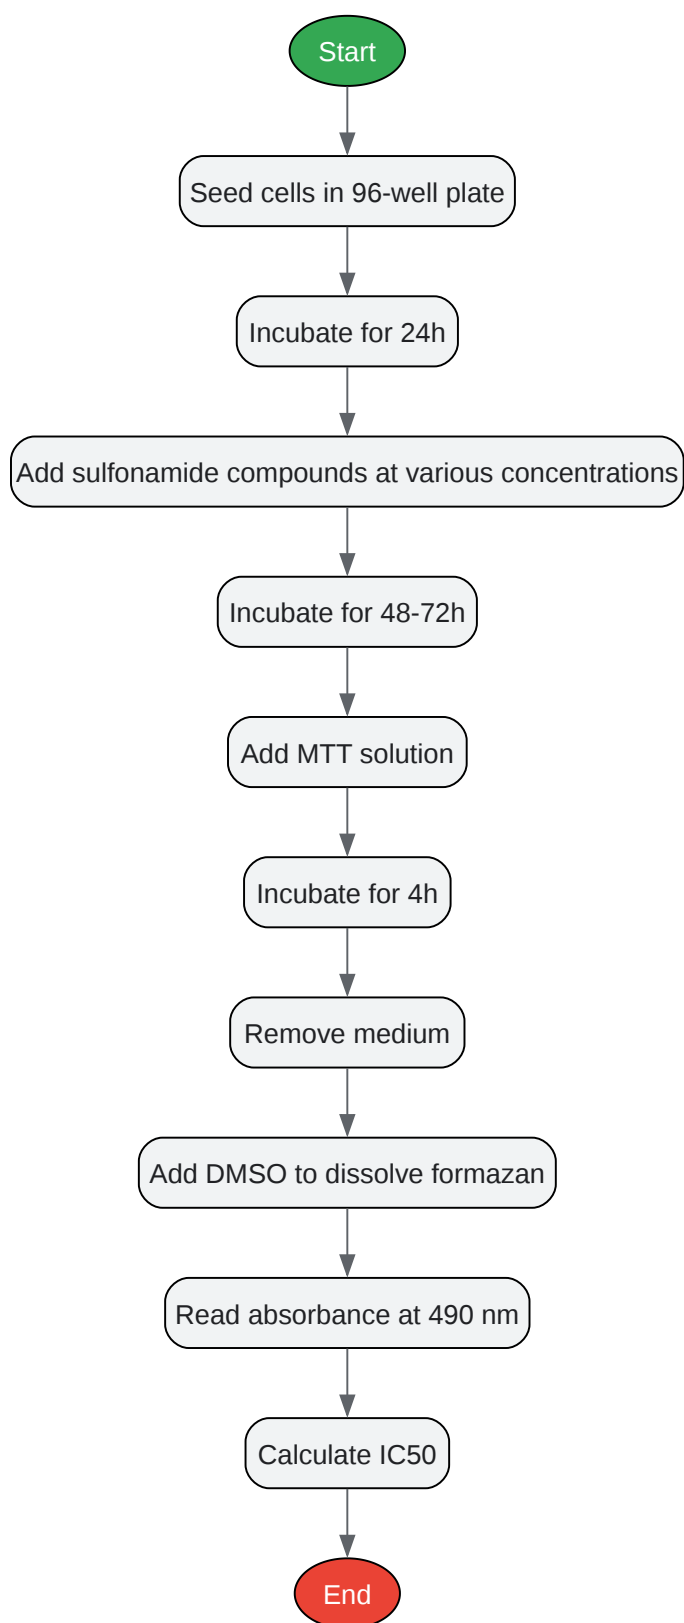 Start
Seed cells in 96-well plate
Incubate for 24h
Add sulfonamide compounds at various concentrations
Incubate for 48-72h
Add MTT solution
Incubate for 4h
Remove medium
Add DMSO to dissolve formazan
Read absorbance at 490 nm
Calculate IC50
End